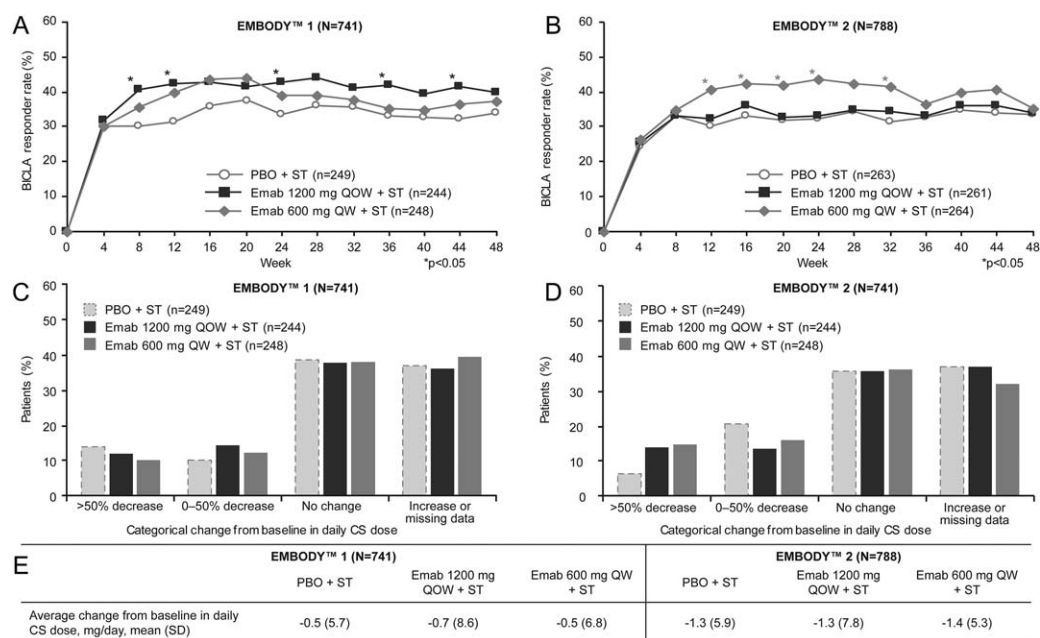 A
EMBODY™ 1 (N=741)
BICLA responder rate (%)
60
50
40
30
20
10
0
* * * * *
PBO + ST (n=249)
Emab 1200 mg QOW + ST (n=244)
Emab 600 mg QW + ST (n=248)
0 4 8 12 16 20 24 28 32 36 40 44 48
Week
*p<0.05
B
EMBODY™ 2 (N=788)
BICLA responder rate (%)
60
50
40
30
20
10
0
* * * * *
PBO + ST (n=263)
Emab 1200 mg QOW + ST (n=261)
Emab 600 mg QW + ST (n=264)
0 4 8 12 16 20 24 28 32 36 40 44 48
Week
*p<0.05
C
EMBODY™ 1 (N=741)
Patients (%)
60
50
40
30
20
10
0
PBO + ST (n=249)
Emab 1200 mg QOW + ST (n=244)
Emab 600 mg QW + ST (n=248)
>50% decrease 0–50% decrease No change Increase or
missing data
Categorical change from baseline in daily CS dose
D
EMBODY™ 2 (N=741)
Patients (%)
60
50
40
30
20
10
0
PBO + ST (n=249)
Emab 1200 mg QOW + ST (n=244)
Emab 600 mg QW + ST (n=248)
>50% decrease 0–50% decrease No change Increase or
missing data
Categorical change from baseline in daily CS dose
E
EMBODY™ 1 (N=741) EMBODY™ 2 (N=788)
PBO + ST Emab 1200 mg QOW + ST Emab 600 mg QW + ST PBO + ST Emab 1200 mg QOW + ST Emab 600 mg QW + ST
Average change from baseline in daily
CS dose, mg/day, mean (SD) -0.5 (5.7) -0.7 (8.6) -0.5 (6.8) -1.3 (5.9) -1.3 (7.8) -1.4 (5.3)